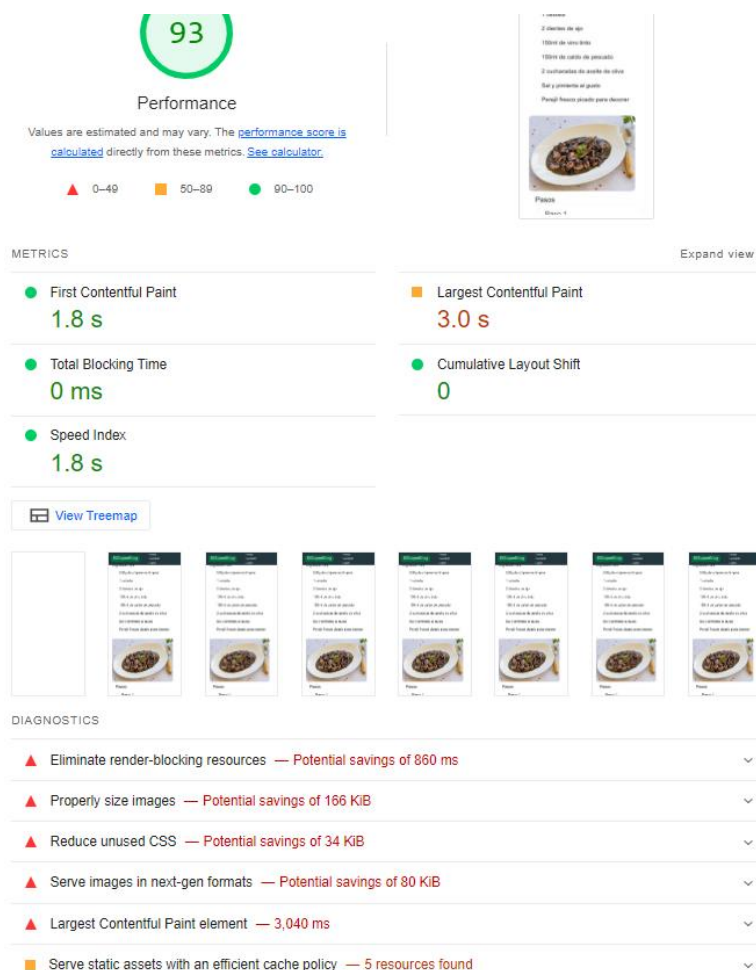 93
Performance
Values are estimated and may vary. The performance score is
calculated directly from these metrics. See calculator.
0–49
50–89
90–100
2 dientes de ajo
150ml de vino tinto
150ml de caldo de pescado
2 cucharadas de aceite de oliva
Sal y pimienta al gusto
Perejil fresco picado para decorar
Pasos
Paso 1
METRICS
Expand view
First Contentful Paint
1.8 s
Largest Contentful Paint
3.0 s
Total Blocking Time
0 ms
Cumulative Layout Shift
0
Speed Index
1.8 s
View Treemap
DIAGNOSTICS
Eliminate render-blocking resources — Potential savings of 860 ms
Properly size images — Potential savings of 166 KiB
Reduce unused CSS — Potential savings of 34 KiB
Serve images in next-gen formats — Potential savings of 80 KiB
Largest Contentful Paint element — 3,040 ms
Serve static assets with an efficient cache policy — 5 resources found